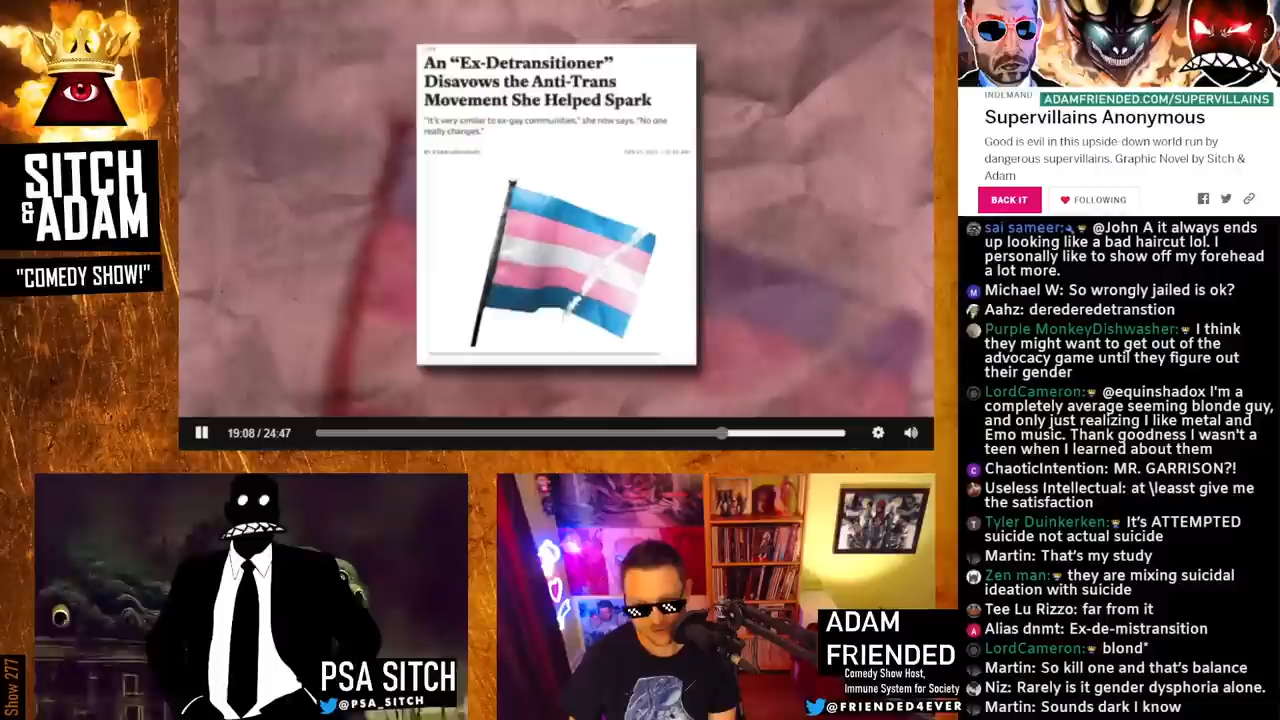 SITCH
& ADAM
"COMEDY SHOW!"
Show 277
An “Ex-Detransitioner”
Disavows the Anti-Trans
Movement She Helped Spark
"It's very similar to ex-gay communities," she now says. "No one
really changes."
19:08 / 24:47
PSA SITCH
@PSA_SITCH
ADAM
FRIENDED
Comedy Show Host,
Immune System for Society
@FRIENDED4EVER
INDEMAND
ADAMFRIENDED.COM/SUPERVILLAINS
Supervillains Anonymous
Good is evil in this upside-down world run by
dangerous supervillains. Graphic Novel by Sitch &
Adam
BACK IT
FOLLOWING
sai sameer: @John A it always ends
up looking like a bad haircut lol. I
personally like to show off my forehead
a lot more.
M Michael W: So wrongly jailed is ok?
Aahz: derederedetranstion
Purple MonkeyDishwasher: I think
they might want to get out of the
advocacy game until they figure out
their gender
LordCameron: @equinshadox I'm a
completely average seeming blonde guy,
and only just realizing I like metal and
Emo music. Thank goodness I wasn't a
teen when I learned about them
C ChaoticIntention: MR. GARRISON?!
Useless Intellectual: at \leasst give me
the satisfaction
T Tyler Duinkerken: It’s ATTEMPTED
suicide not actual suicide
Martin: That’s my study
Zen man: they are mixing suicidal
ideation with suicide
Tee Lu Rizzo: far from it
A Alias dnmt: Ex-de-mistransition
LordCameron: blond*
Martin: So kill one and that’s balance
Niz: Rarely is it gender dysphoria alone.
Martin: Sounds dark I know